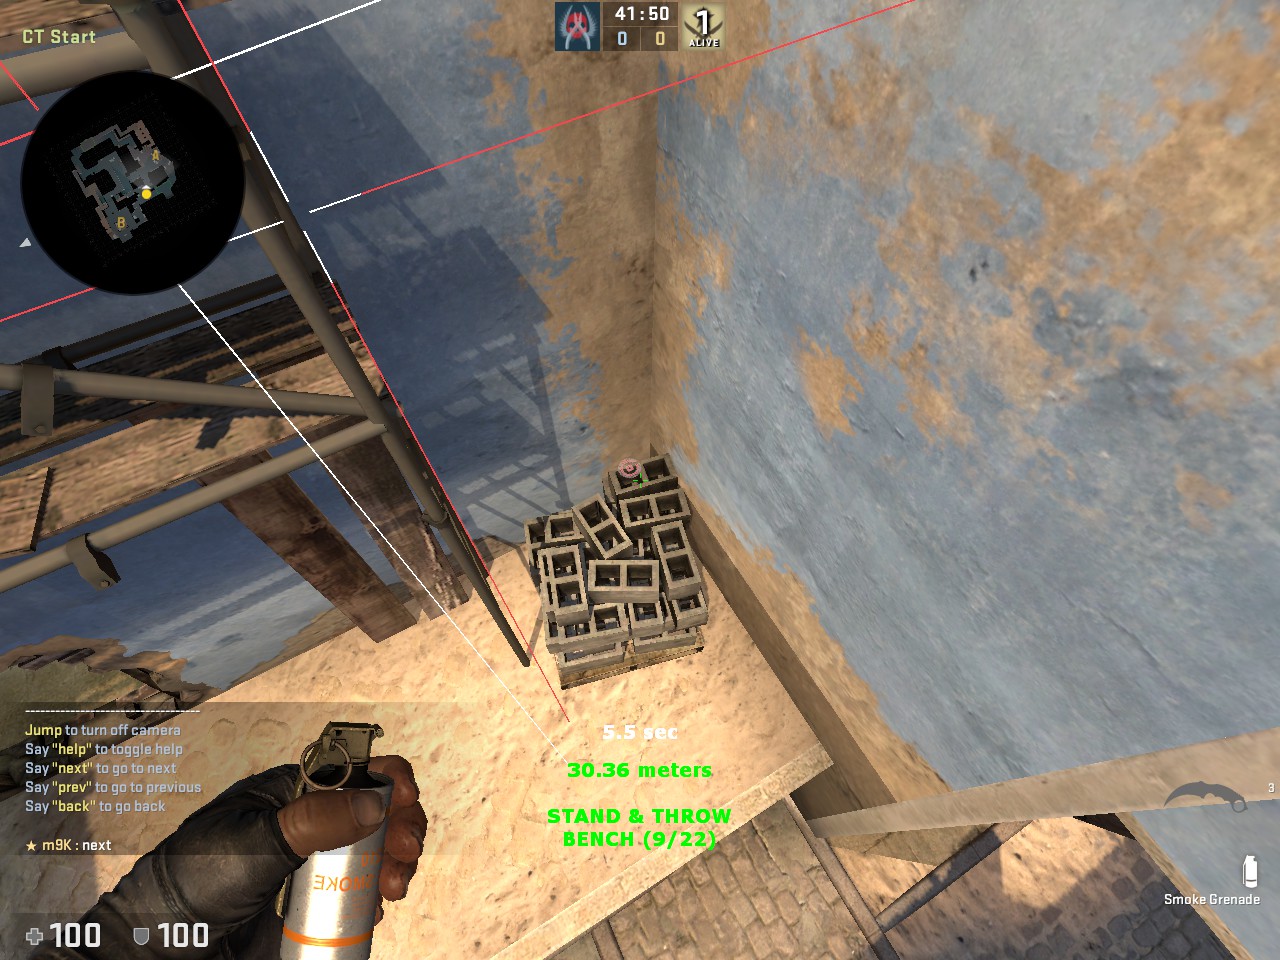 CT Start
41:50
0 0
1
ALIVE
A
B
Jump to turn off camera
Say "help" to toggle help
Say "next" to go to next
Say "prev" to go to previous
Say "back" to go back
★ m9K : next
5.5 sec
30.36 meters
STAND & THROW
BENCH (9/22)
3
Smoke Grenade
SMOKE
100 100